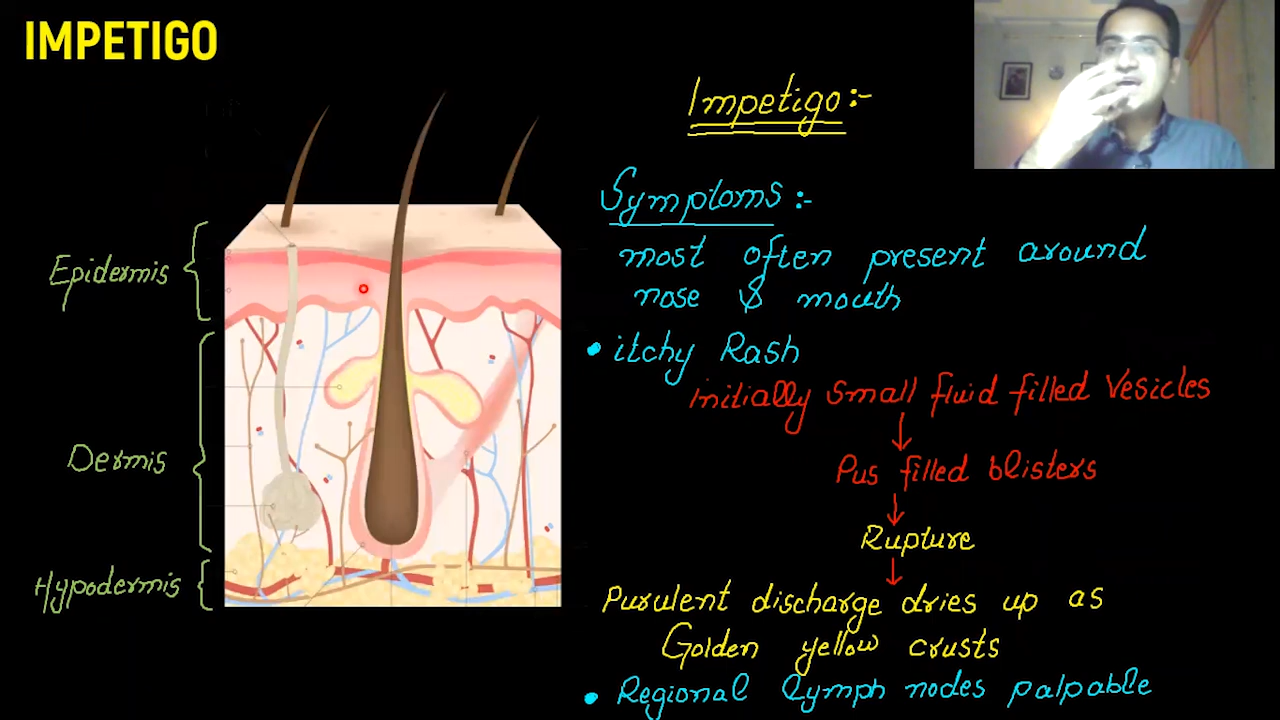 IMPETIGO
Impetigo :-
Symptoms :-
most often present around
nose & mouth
• itchy Rash
initially small fluid filled Vesicles
Pus filled blisters
Rupture
Purulent discharge dries up as
Golden yellow crusts
• Regional lymph nodes palpable
Epidermis
Dermis
Hypodermis